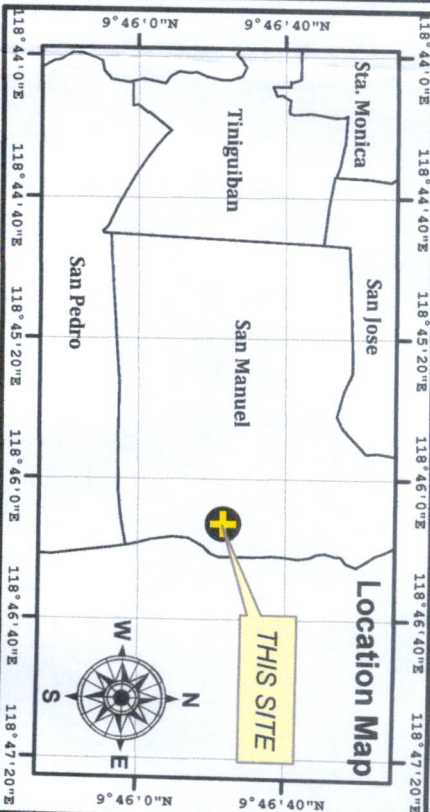 118°44'0"E 118°44'40"E 118°45'20"E 118°46'0"E 118°46'40"E 118°47'20"E
Location Map
Sta. Monica
San Jose
9°46'40"N
9°46'40"N
THIS SITE
Tiniguiban
San Manuel
N
W E
S
9°46'0"N
9°46'0"N
San Pedro
118°44'0"E 118°44'40"E 118°45'20"E 118°46'0"E 118°46'40"E 118°47'20"E